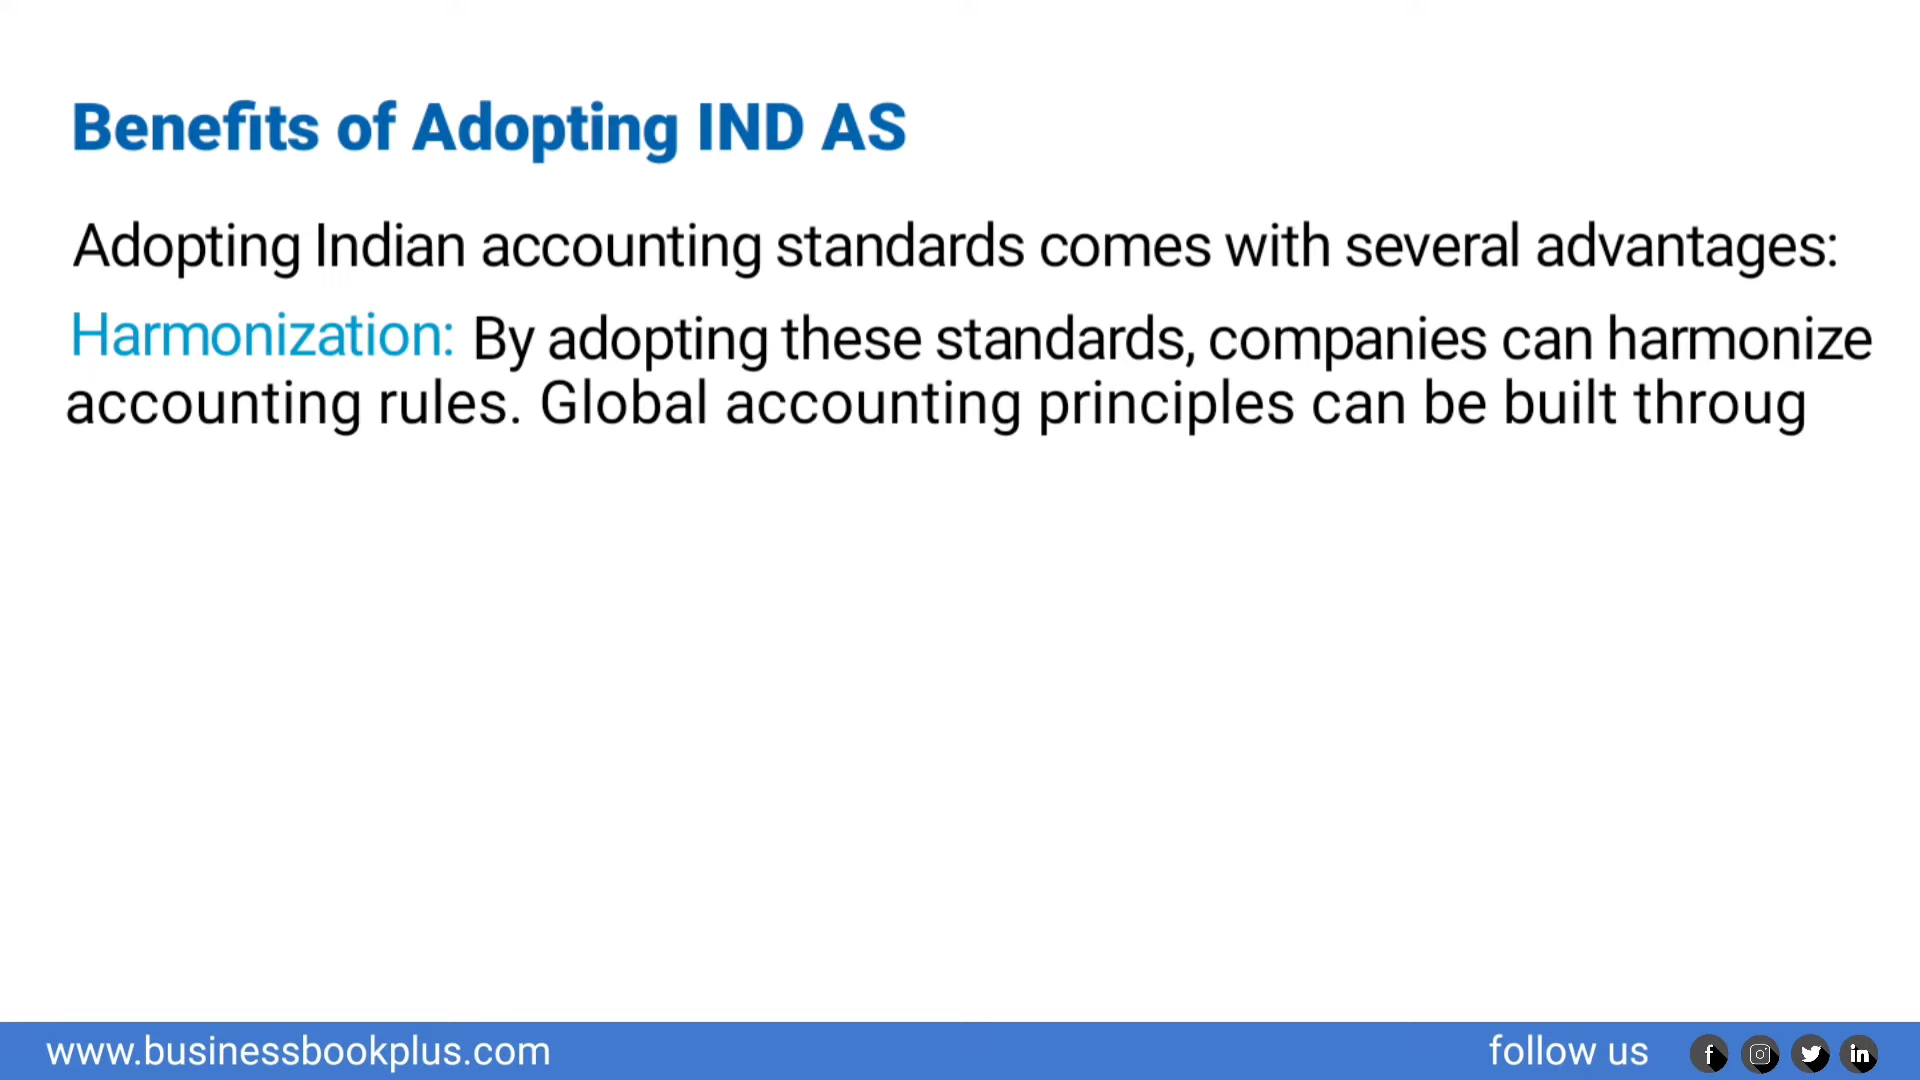 Benefits of Adopting IND AS
Adopting Indian accounting standards comes with several advantages:
Harmonization: By adopting these standards, companies can harmonize
accounting rules. Global accounting principles can be built throug
www.businessbookplus.com
follow us